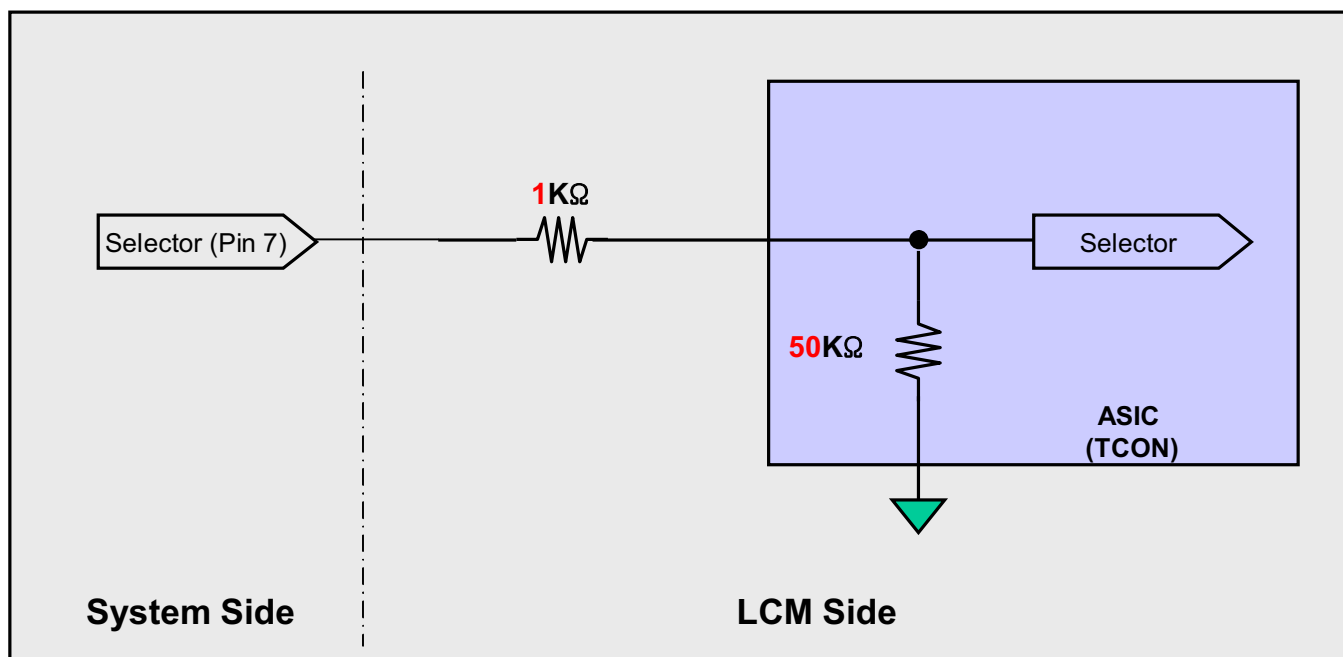 1KΩ
Selector (Pin 7)
Selector
50KΩ
ASIC
(TCON)
System Side
LCM Side